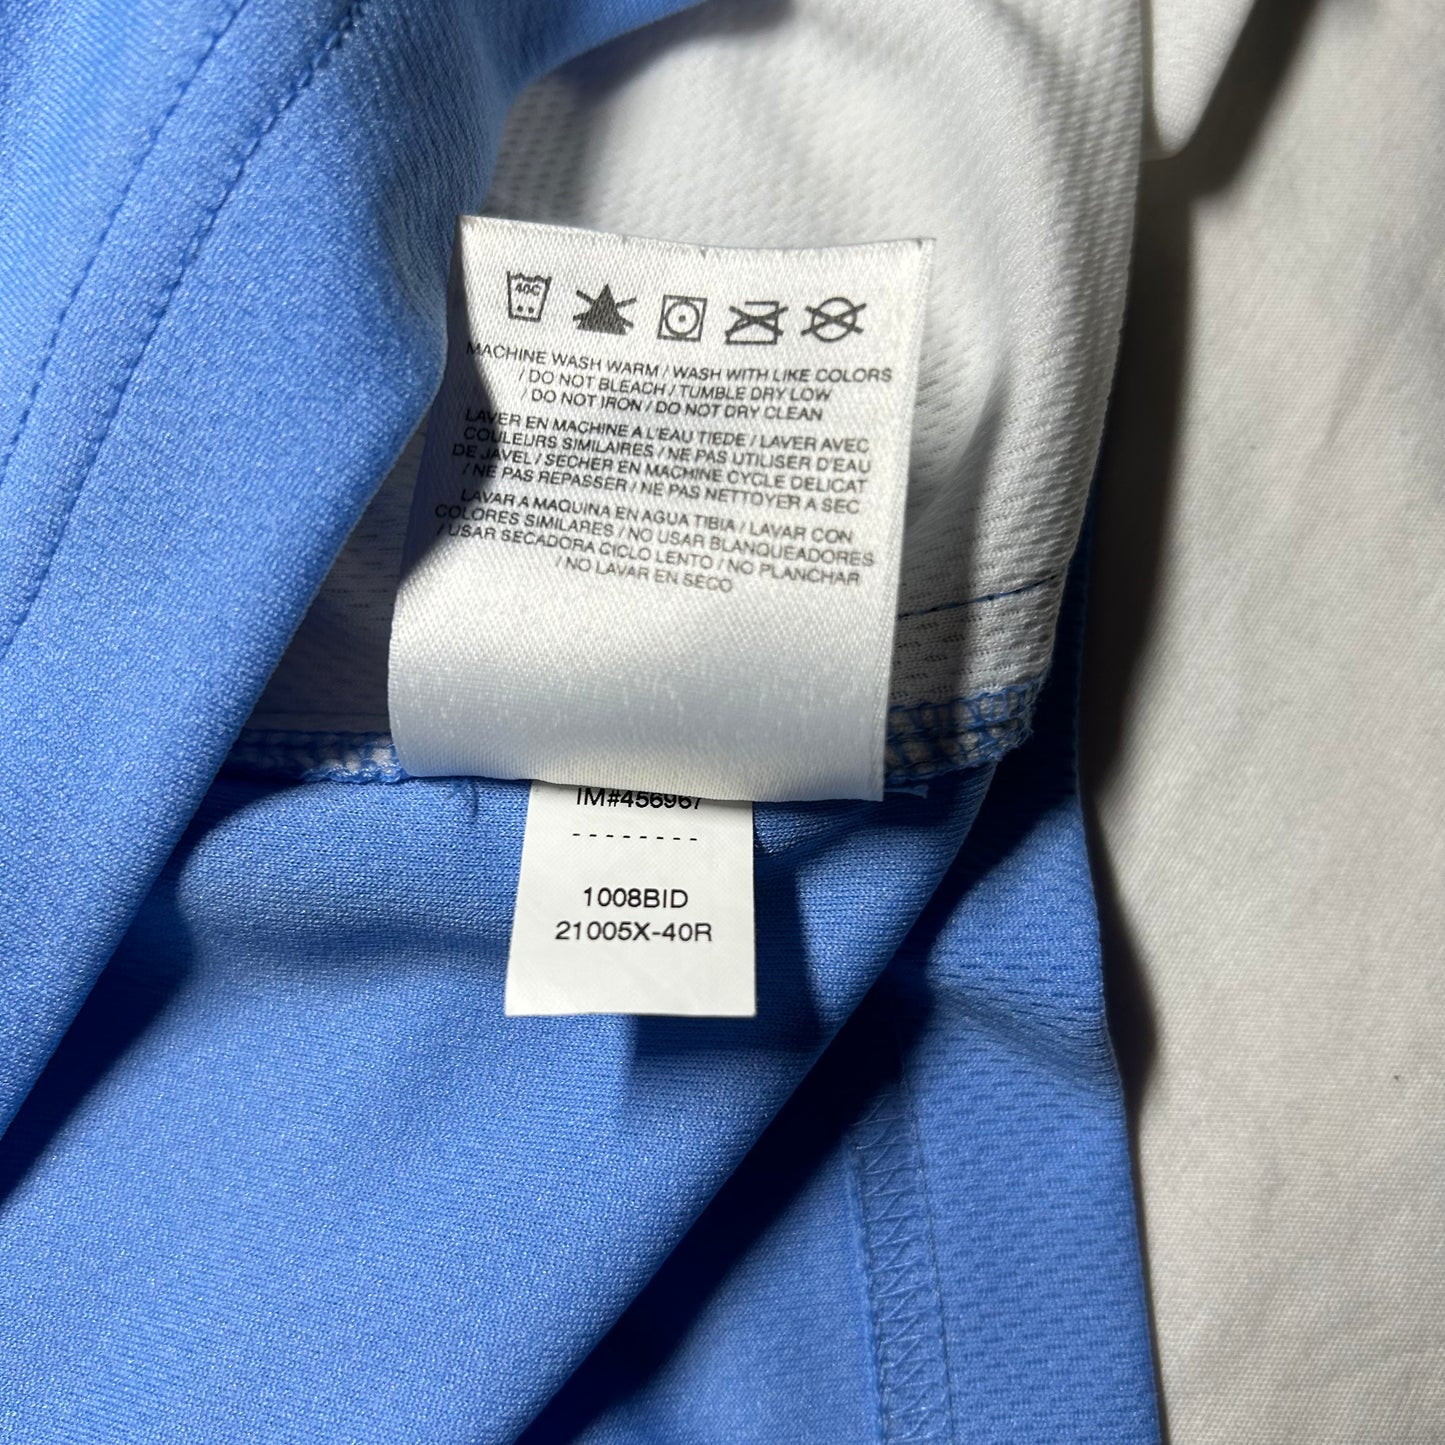 40C
MACHINE WASH WARM / WASH WITH LIKE COLORS
/ DO NOT BLEACH / TUMBLE DRY LOW
/ DO NOT IRON / DO NOT DRY CLEAN
LAVER EN MACHINE A L'EAU TIEDE / LAVER AVEC
COULEURS SIMILAIRES / NE PAS UTILISER D'EAU
DE JAVEL / SECHER EN MACHINE CYCLE DELICAT
/ NE PAS REPASSER / NE PAS NETTOYER A SEC
LAVAR A MAQUINA EN AGUA TIBIA / LAVAR CON
COLORES SIMILARES / NO USAR BLANQUEADORES
/ USAR SECADORA CICLO LENTO / NO PLANCHAR
/ NO LAVAR EN SECO
IM#456967
--------
1008BID
21005X-40R